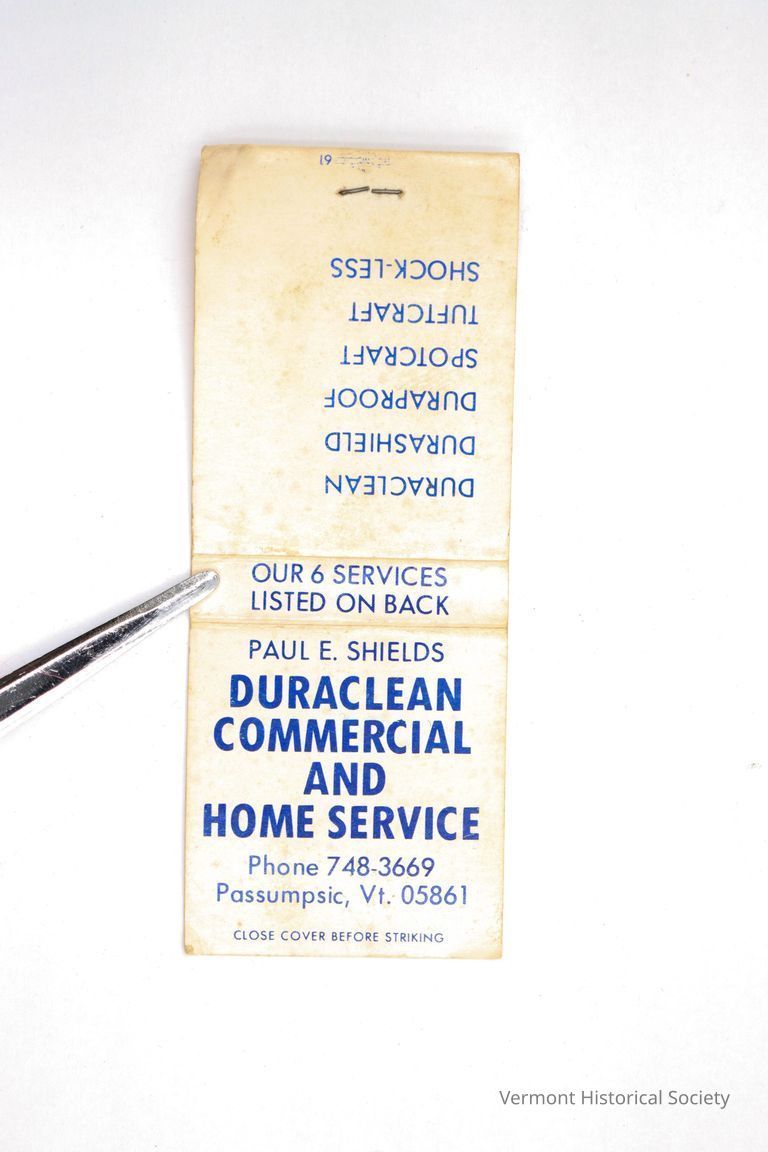 SHOCK-LESS
TUFTCRAFT
SPOTCRAFT
DURAPROOF
DURASHIELD
DURACLEAN
OUR 6 SERVICES
LISTED ON BACK
PAUL E. SHIELDS
DURACLEAN
COMMERCIAL
AND
HOME SERVICE
Phone 748-3669
Passumpsic, Vt. 05861
CLOSE COVER BEFORE STRIKING
Vermont Historical Society